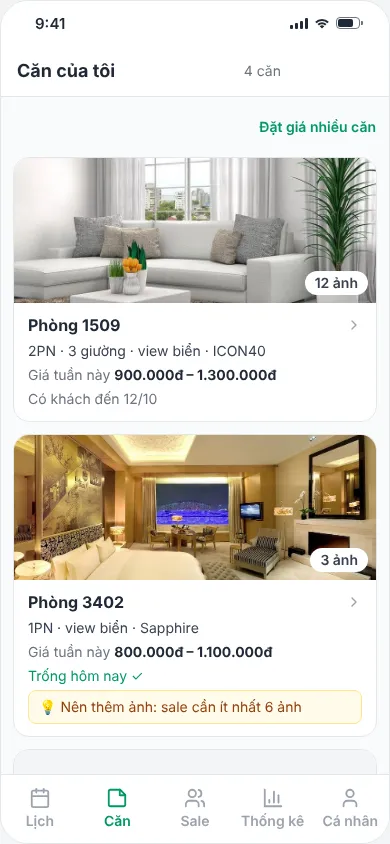 9:41
Căn của tôi
4 căn
Đặt giá nhiều căn
12 ảnh
Phòng 1509
2PN · 3 giường · view biển · ICON40
Giá tuần này 900.000đ – 1.300.000đ
Có khách đến 12/10
3 ảnh
Phòng 3402
1PN · view biển · Sapphire
Giá tuần này 800.000đ – 1.100.000đ
Trống hôm nay ✓
💡 Nên thêm ảnh: sale cần ít nhất 6 ảnh
Lịch
Căn
Sale
Thống kê
Cá nhân